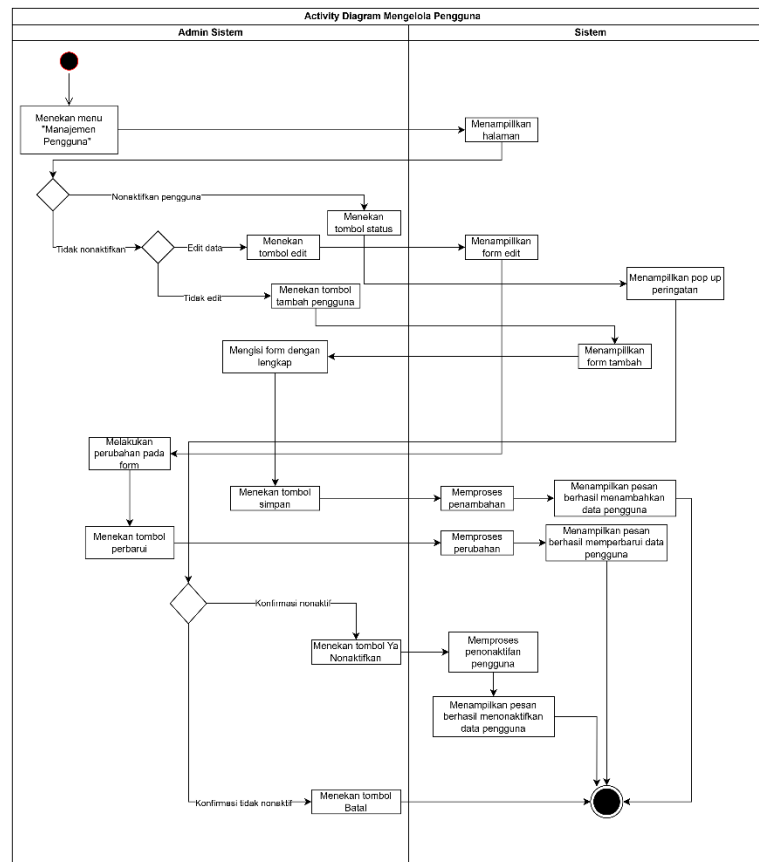 Activity Diagram Mengelola Pengguna
Admin Sistem
Sistem
Menekan menu
"Manajemen
Pengguna"
Menampillkan
halaman
Nonaktifkan pengguna
Menekan
tombol status
Tidak nonaktifkan
Edit data
Menekan
tombol edit
Menampillkan
form edit
Menampillkan pop up
peringatan
Tidak edit
Menekan tombol
tambah pengguna
Mengisi form dengan
lengkap
Menampillkan
form tambah
Melakukan
perubahan pada
form
Menekan tombol
simpan
Memproses
penambahan
Menampilkan pesan
berhasil menambahkan
data pengguna
Menekan tombol
perbarui
Memproses
perubahan
Menampilkan pesan
berhasil memperbarui data
pengguna
Konfirmasi nonaktif
Menekan tombol Ya
Nonaktifkan
Memproses
penonaktifan
pengguna
Menampilkan pesan
berhasil menonaktifkan
data pengguna
Konfirmasi tidak nonaktif
Menekan tombol
Batal